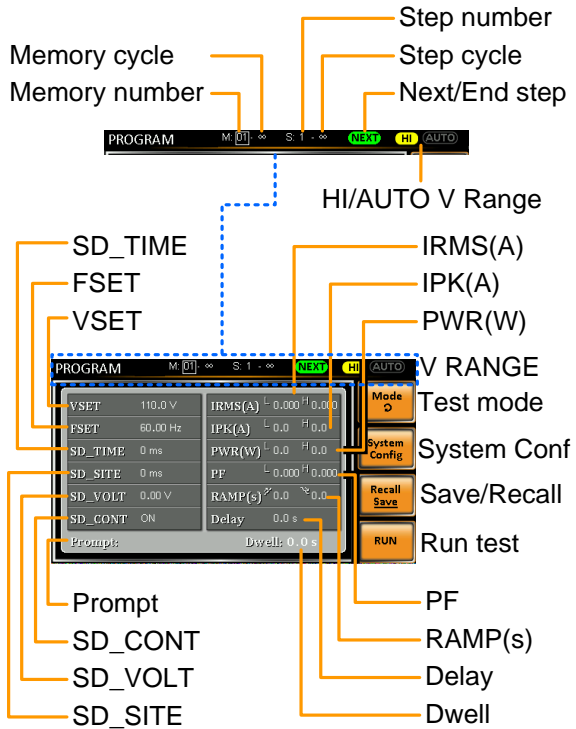 Step number
Memory cycle
Step cycle
Memory number
Next/End step
PROGRAM M: 01 - ∞ S: 1 - ∞ NEXT HI AUTO
HI/AUTO V Range
SD_TIME
IRMS(A)
FSET
IPK(A)
VSET
PWR(W)
PROGRAM M: 01 - ∞ S: 1 - ∞ NEXT HI AUTO
V RANGE
VSET 110.0 V
IRMS(A) L 0.000 H 0.000
Mode
Test mode
FSET 60.00 Hz
IPK(A) L 0.0 H 0.0
SD_TIME 0 ms
PWR(W) L 0.0 H 0.0
System
Config
System Conf
SD_SITE 0 ms
PF L 0.000 H 0.000
SD_VOLT 0.00 V
RAMP(s) 0.0 0.0
Recall
Save
Save/Recall
SD_CONT ON
Delay 0.0 s
Prompt:
Dwell: 0.0 s
RUN
Run test
Prompt
PF
SD_CONT
RAMP(s)
SD_VOLT
Delay
SD_SITE
Dwell